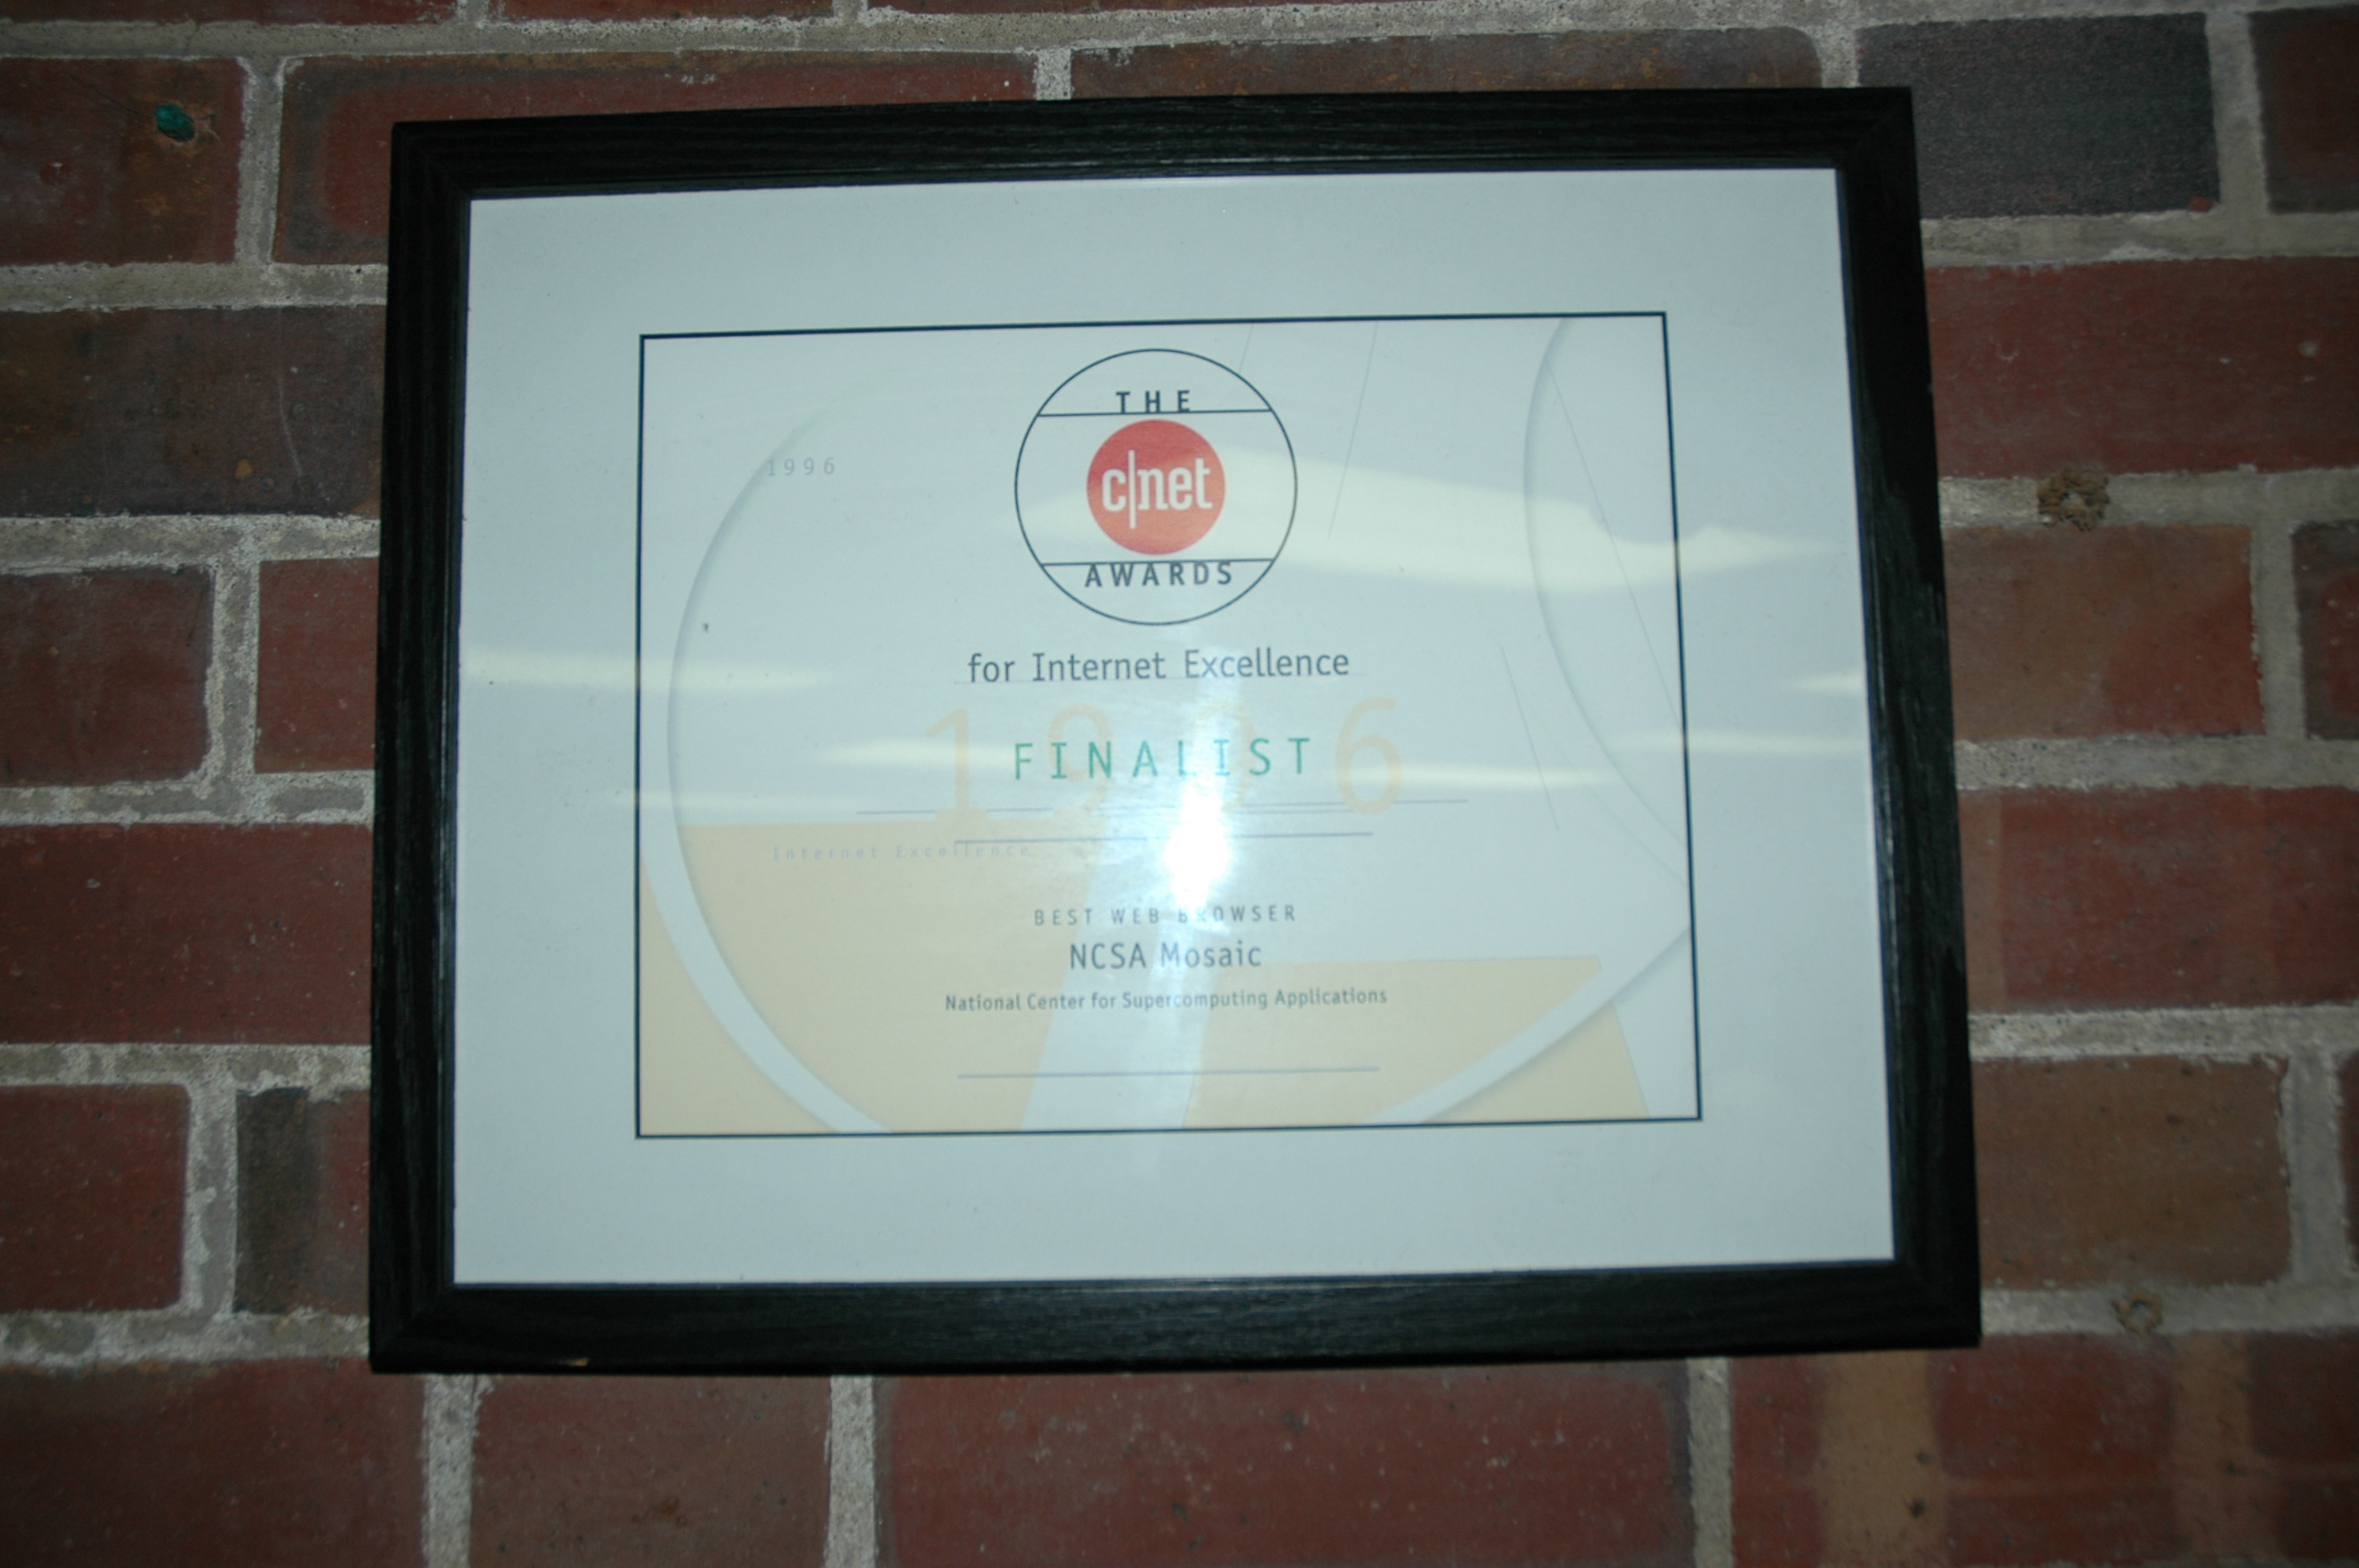 THE
c|net
AWARDS
1996
for Internet Excellence
1996
FINALIST
Internet Excellence
BEST WEB BROWSER
NCSA Mosaic
National Center for Supercomputing Applications